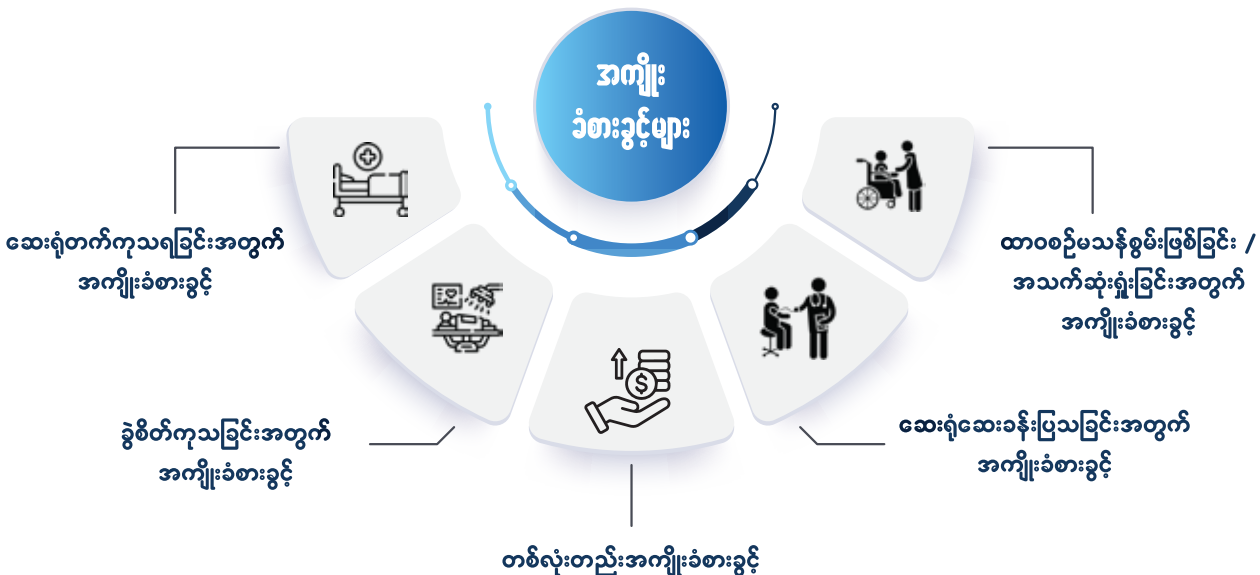 အကျိုး
ခံစားခွင့်များ
ဆေးရုံတက်ကုသရခြင်းအတွက်
အကျိုးခံစားခွင့်
ခွဲစိတ်ကုသခြင်းအတွက်
အကျိုးခံစားခွင့်
တစ်လုံးတည်းအကျိုးခံစားခွင့်
ဆေးရုံဆေးခန်းပြသခြင်းအတွက်
အကျိုးခံစားခွင့်
ထာဝစဉ်မသန်စွမ်းဖြစ်ခြင်း /
အသက်ဆုံးရှုံးခြင်းအတွက်
အကျိုးခံစားခွင့်
$